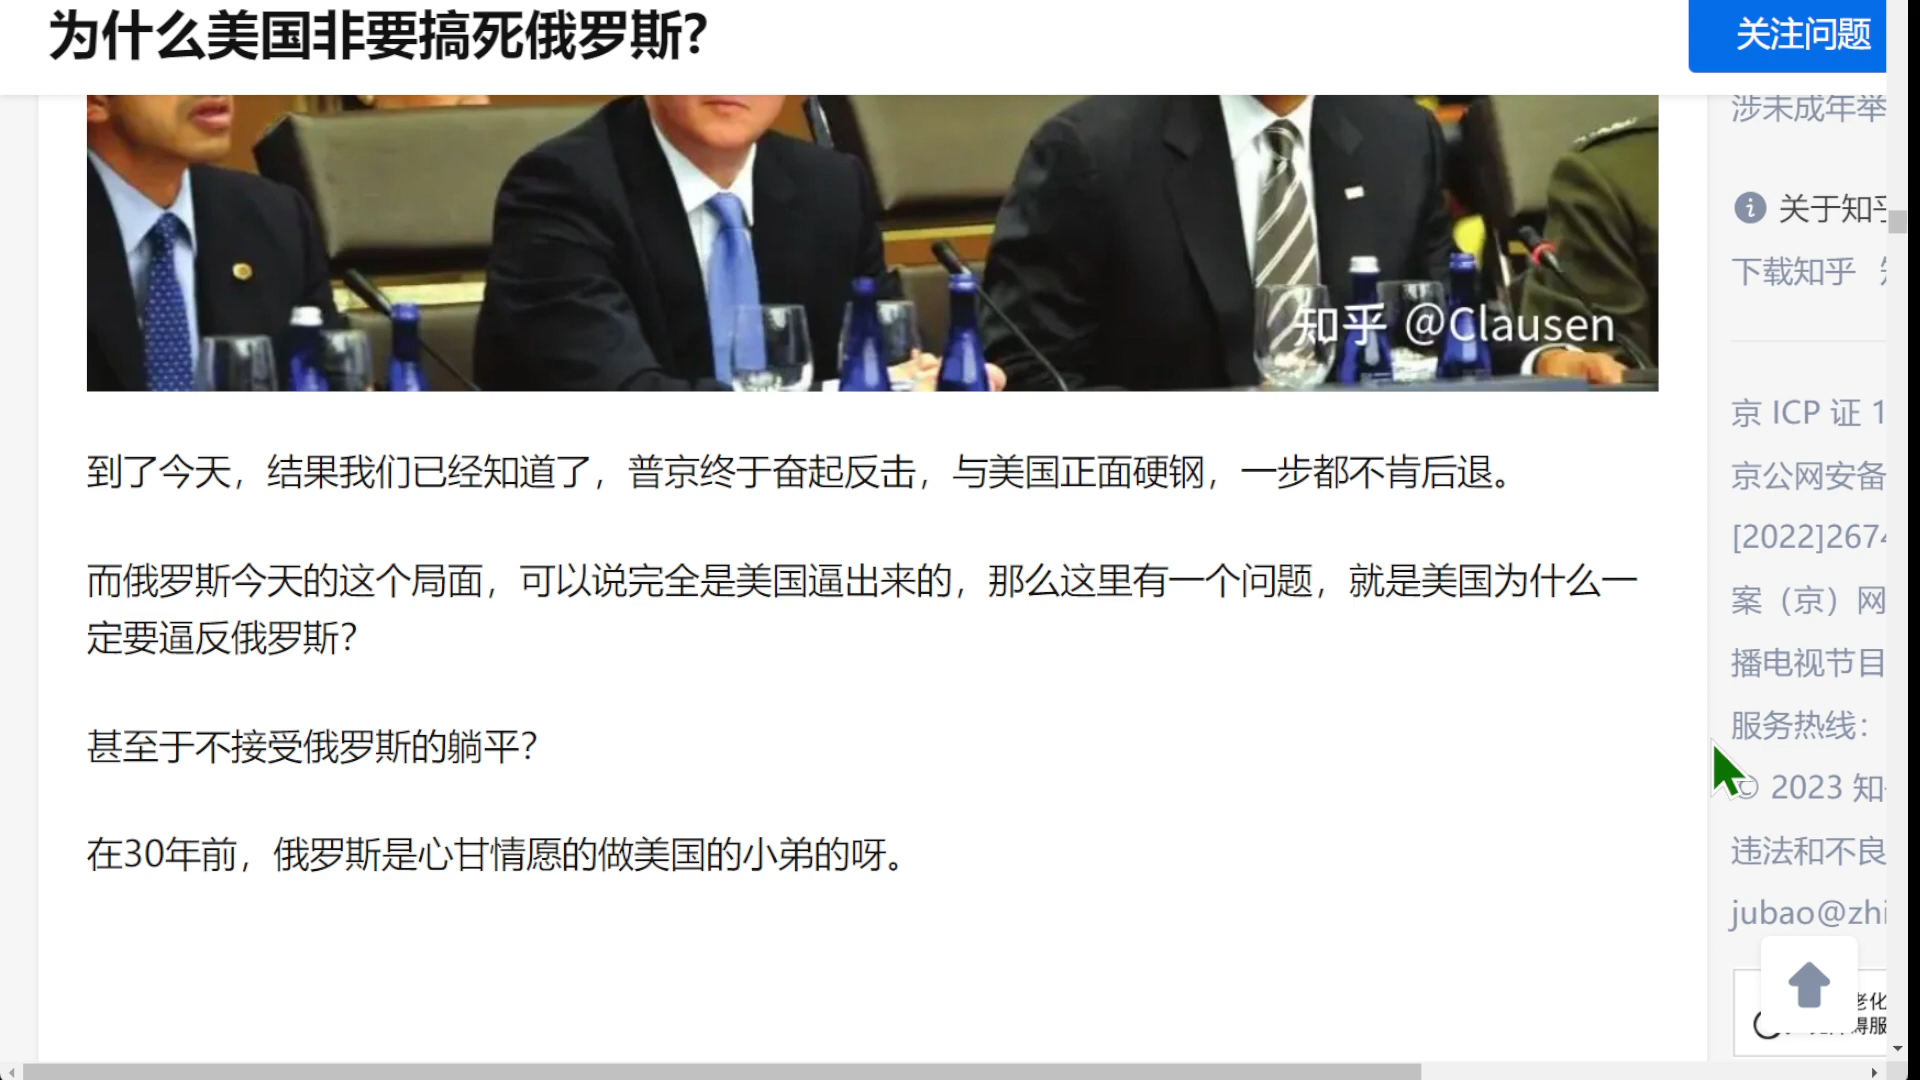 为什么美国非要搞死俄罗斯?
关注问题
涉未成年举
关于知乎
下载知乎
知乎 @Clausen
京 ICP 证 1
京公网安备
[2022]2674
案（京）网
播电视节目
服务热线：
© 2023 知
违法和不良
jubao@zhi
到了今天，结果我们已经知道了，普京终于奋起反击，与美国正面硬钢，一步都不肯后退。
而俄罗斯今天的这个局面，可以说完全是美国逼出来的，那么这里有一个问题，就是美国为什么一
定要逼反俄罗斯?
甚至于不接受俄罗斯的躺平?
在30年前，俄罗斯是心甘情愿的做美国的小弟的呀。
老化
碍服